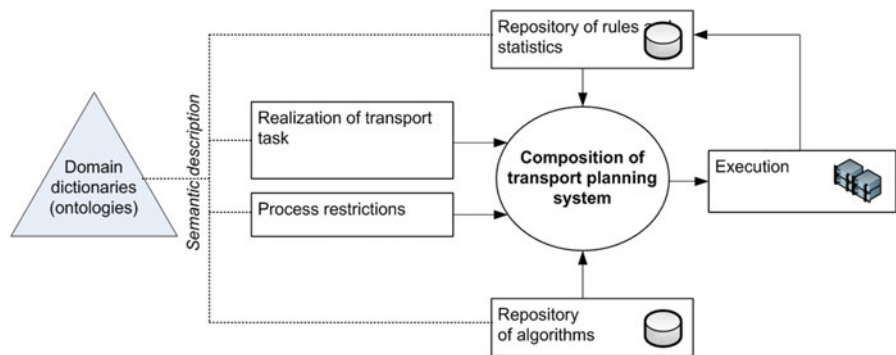 Repository of rules
statistics
Semantic description
Realization of transport
task
Domain
dictionaries
(ontologies)
Composition of
transport planning
system
Execution
Process restrictions
Repository
of algorithms